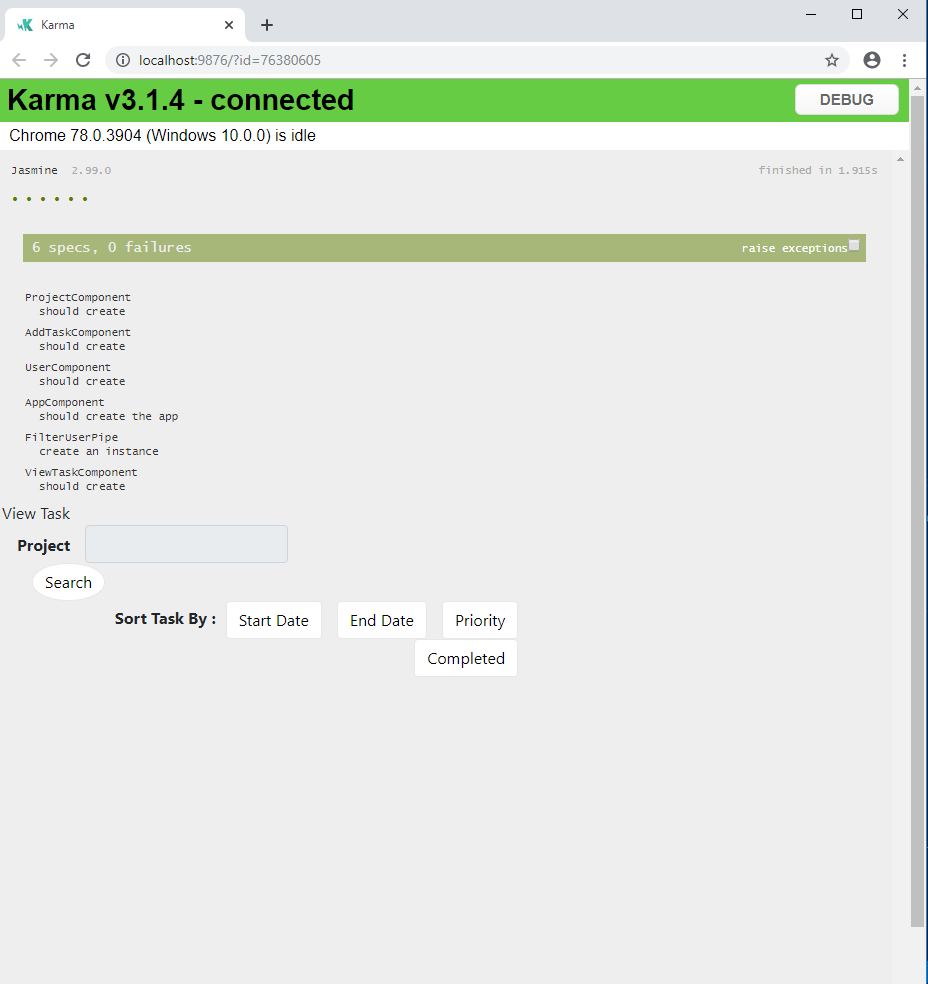 Karma
localhost:9876/?id=76380605
Karma v3.1.4 - connected DEBUG
Chrome 78.0.3904 (Windows 10.0.0) is idle
Jasmine 2.99.0 finished in 1.915s
6 specs, 0 failures raise exceptions
ProjectComponent
should create
AddTaskComponent
should create
UserComponent
should create
AppComponent
should create the app
FilterUserPipe
create an instance
ViewTaskComponent
should create
View Task
Project
Search
Sort Task By : Start Date End Date Priority
Completed